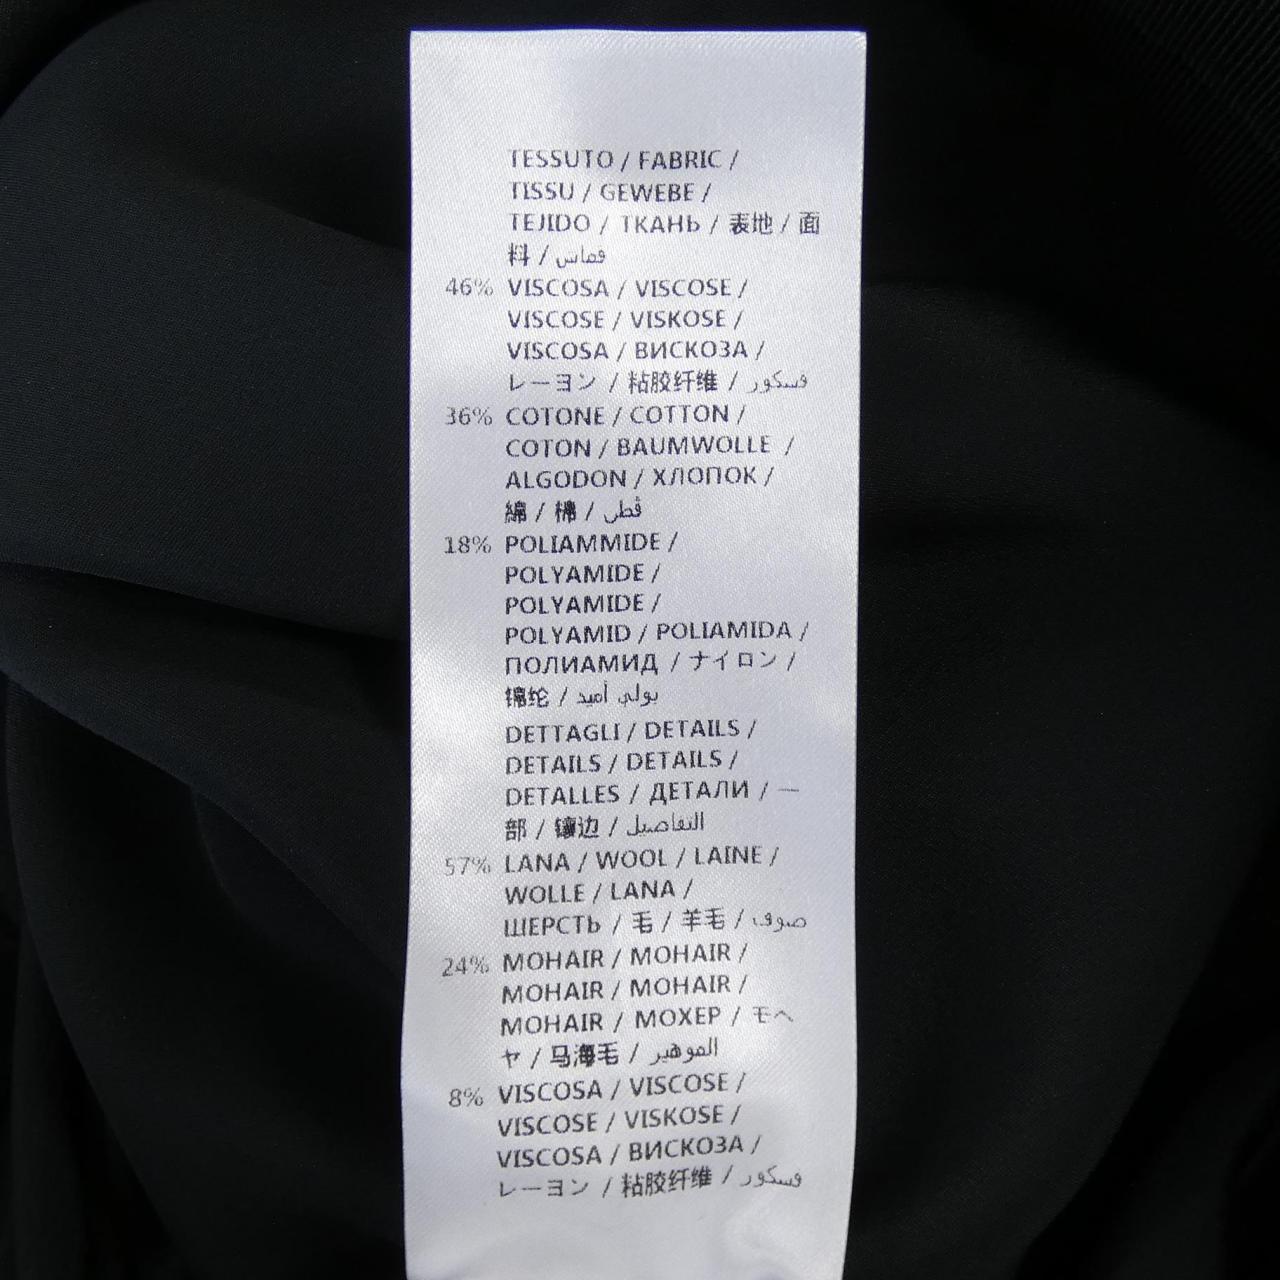 TESSUTO / FABRIC /
TISSU / GEWEBE /
TEJIDO / ТКАНЬ / 表地 / 面
料 / قماش
46% VISCOSA / VISCOSE /
VISCOSE / VISKOSE /
VISCOSA / ВИСКОЗА /
レーヨン / 粘胶纤维 / فسكور
36% COTONE / COTTON /
COTON / BAUMWOLLE /
ALGODON / ХЛОПОК /
綿 / 棉 / قطن
18% POLIAMMIDE /
POLYAMIDE /
POLYAMIDE /
POLYAMID / POLIAMIDA /
ПОЛИАМИД / ナイロン /
锦纶 / بولي أميد
DETTAGLI / DETAILS /
DETAILS / DETAILS /
DETALLES / ДЕТАЛИ / 一
部 / 镶边 / التفاصيل
57% LANA / WOOL / LAINE /
WOLLE / LANA /
ШЕРСТЬ / 毛 / 羊毛 / صوف
24% MOHAIR / MOHAIR /
MOHAIR / MOHAIR /
MOHAIR / МОХЕР / モヘ
ヤ / 马海毛 / الموهير
8% VISCOSA / VISCOSE /
VISCOSE / VISKOSE /
VISCOSA / ВИСКОЗА /
レーヨン / 粘胶纤维 / فسكور